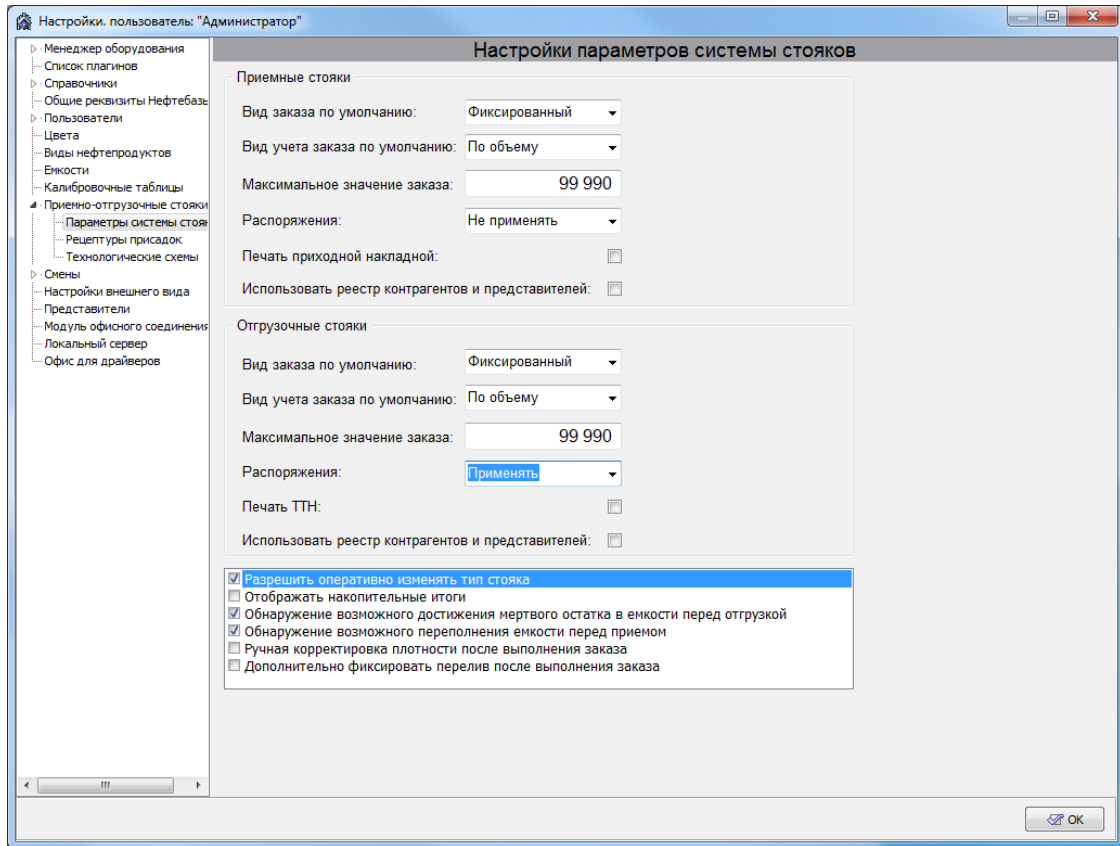 Настройки. пользователь: "Администратор"
Менеджер оборудования
Список плагинов
Справочники
Общие реквизиты Нефтебазь
Пользователи
Цвета
Виды нефтепродуктов
Емкости
Калибровочные таблицы
Приемно-отгрузочные стояки
Параметры системы стоян
Рецептуры присадок
Технологические схемы
Смены
Настройки внешнего вида
Представители
Модуль офисного соединения
Локальный сервер
Офис для драйверов
Настройки параметров системы стояков
Приемные стояки
Вид заказа по умолчанию: Фиксированный
Вид учета заказа по умолчанию: По объему
Максимальное значение заказа: 99 990
Распоряжения: Не применять
Печать приходной накладной:
Использовать реестр контрагентов и представителей:
Отгрузочные стояки
Вид заказа по умолчанию: Фиксированный
Вид учета заказа по умолчанию: По объему
Максимальное значение заказа: 99 990
Распоряжения: Применять
Печать ТТН:
Использовать реестр контрагентов и представителей:
Разрешить оперативно изменять тип стояка
Отображать накопительные итоги
Обнаружение возможного достижения мертвого остатка в емкости перед отгрузкой
Обнаружение возможного переполнения емкости перед приемом
Ручная корректировка плотности после выполнения заказа
Дополнительно фиксировать перелив после выполнения заказа
OK